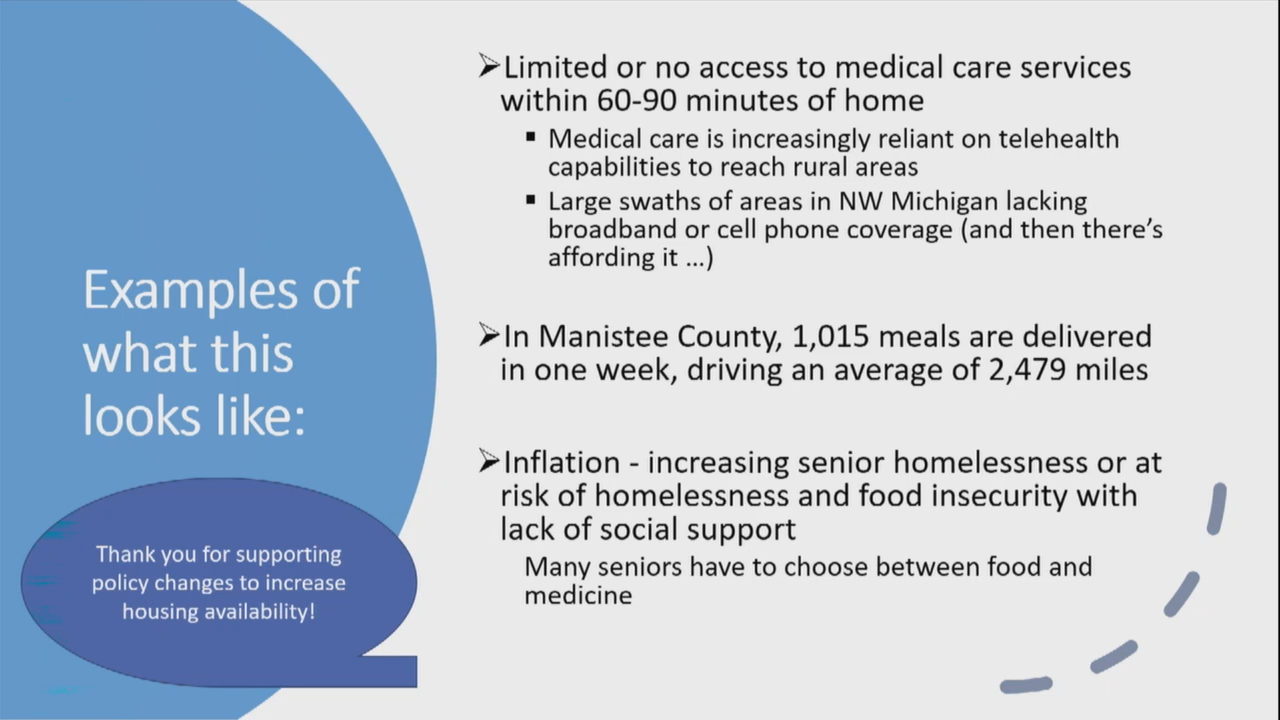 Examples of
what this
looks like:
Thank you for supporting
policy changes to increase
housing availability!
➢Limited or no access to medical care services
within 60-90 minutes of home
▪ Medical care is increasingly reliant on telehealth
capabilities to reach rural areas
▪ Large swaths of areas in NW Michigan lacking
broadband or cell phone coverage (and then there’s
affording it ...)
➢In Manistee County, 1,015 meals are delivered
in one week, driving an average of 2,479 miles
➢Inflation - increasing senior homelessness or at
risk of homelessness and food insecurity with
lack of social support
Many seniors have to choose between food and
medicine